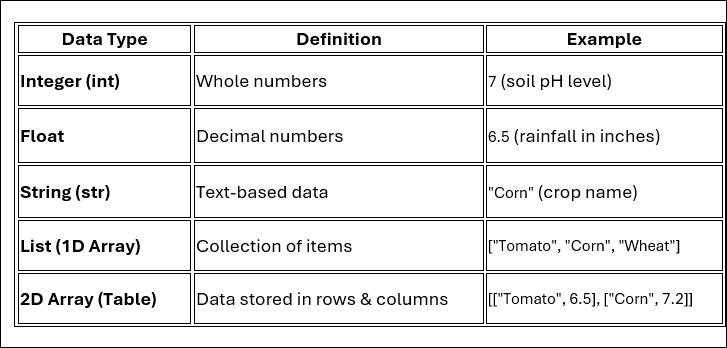 Data Type Definition Example
Integer (int) Whole numbers 7 (soil pH level)
Float Decimal numbers 6.5 (rainfall in inches)
String (str) Text-based data "Corn" (crop name)
List (1D Array) Collection of items ["Tomato", "Corn", "Wheat"]
2D Array (Table) Data stored in rows & columns [["Tomato", 6.5], ["Corn", 7.2]]